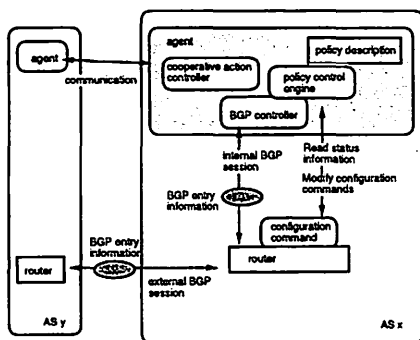 agent
policy description
agent
cooperative action
controller
policy control
engine
communication
BGP controller
Internal BGP
session
Read status
information
Modify configuration
commands
BGP entry
information
configuration
command
BGP entry
information
router
router
external BGP
session
AS y
AS x